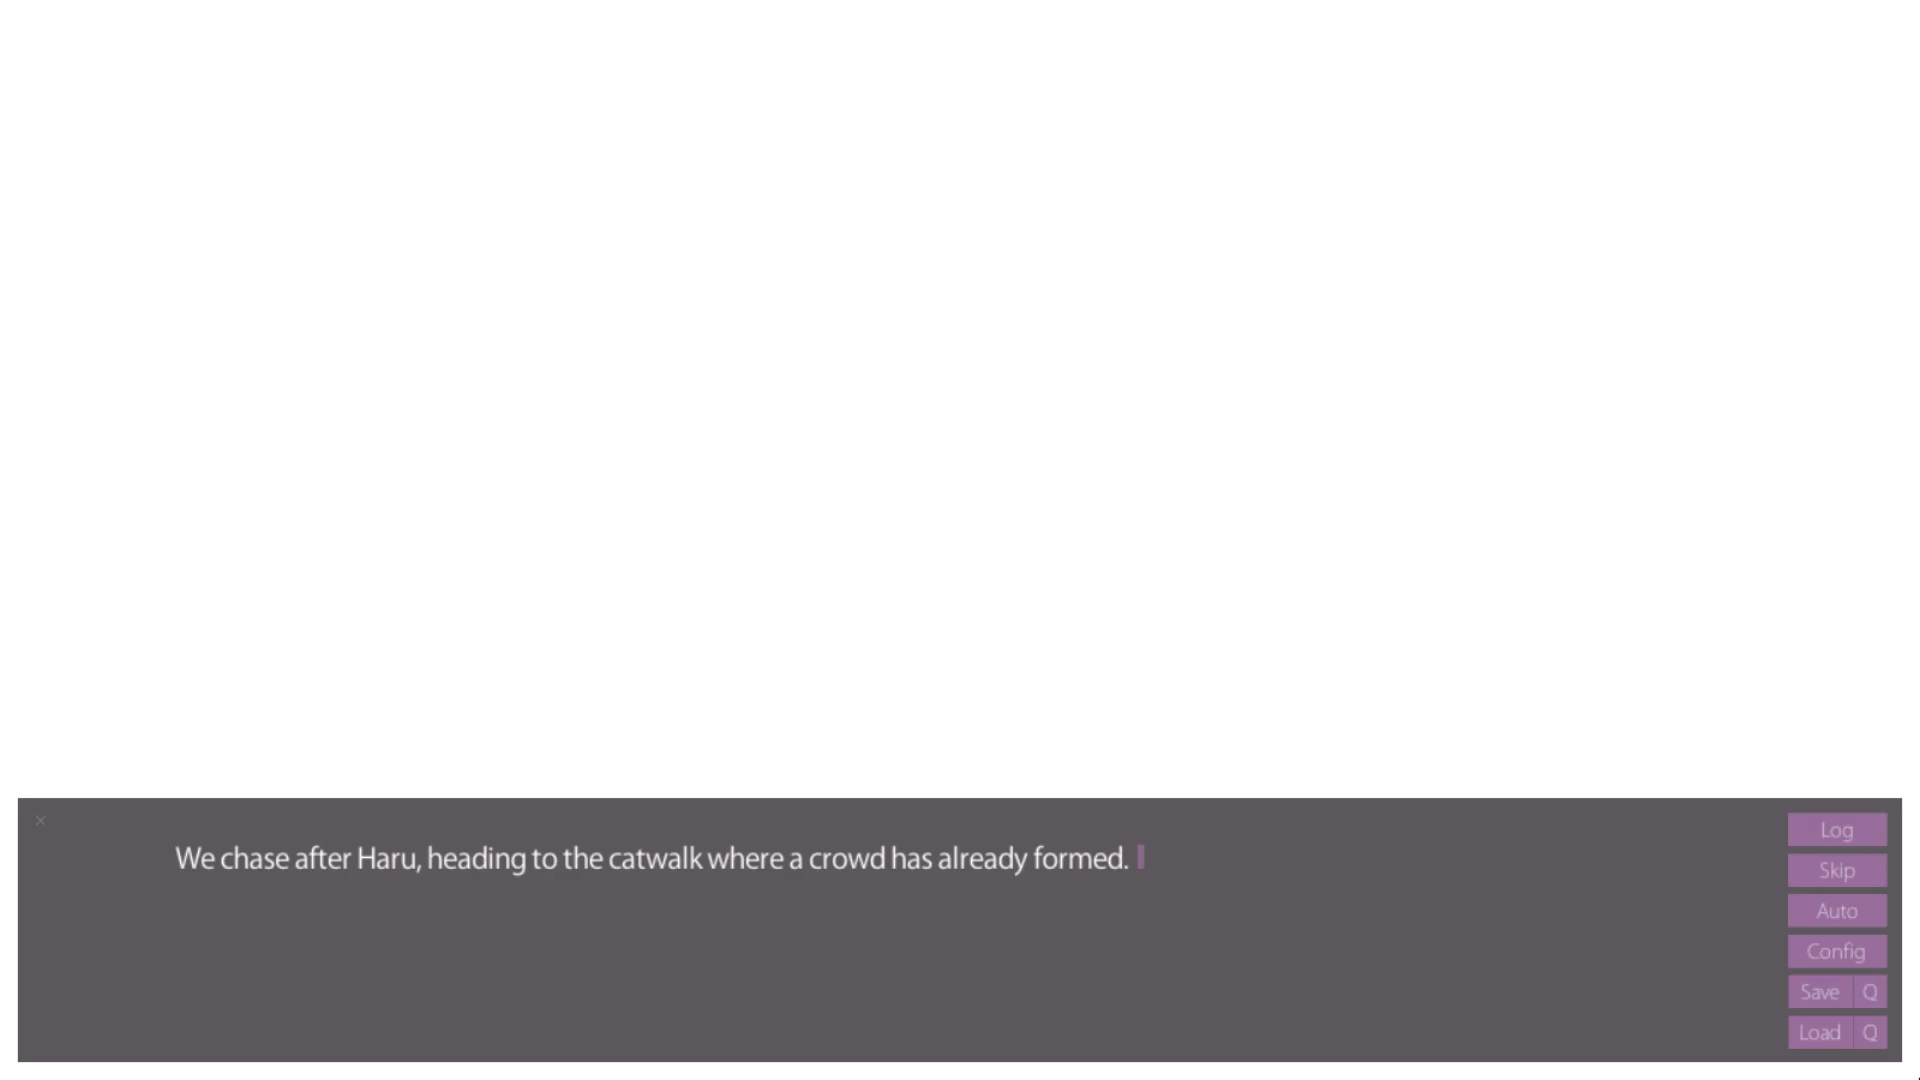 ×
We chase after Haru, heading to the catwalk where a crowd has already formed.
Log
Skip
Auto
Config
Save Q
Load Q